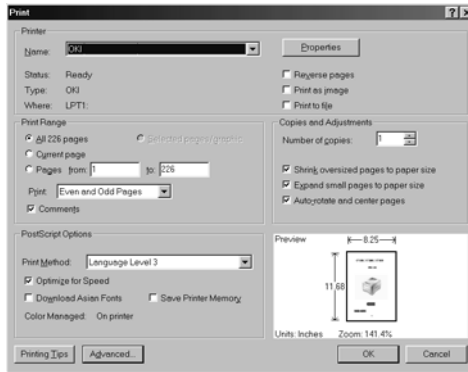 Print
Printer
Name: OKI
Properties
Status: Ready
Type: OKI
Where: LPT1:
Reverse pages
Print as image
Print to file
Print Range
All 226 pages
Selected pages/graphic
Current page
Pages from: 1 to: 226
Print: Even and Odd Pages
Comments
Copies and Adjustments
Number of copies: 1
Shrink oversized pages to paper size
Expand small pages to paper size
Auto-rotate and center pages
PostScript Options
Print Method: Language Level 3
Optimize for Speed
Download Asian Fonts
Save Printer Memory
Color Managed: On printer
Preview
8.25
11.68
Units: Inches Zoom: 141.4%
Printing Tips
Advanced...
OK
Cancel